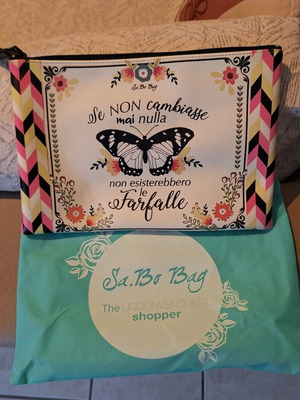 Sa.Bo Bag
Se NON cambiasse
mai nulla
non esisterebbero
le
Farfalle
Sa.Bo Bag
The UNCONVENTIONAL
shopper